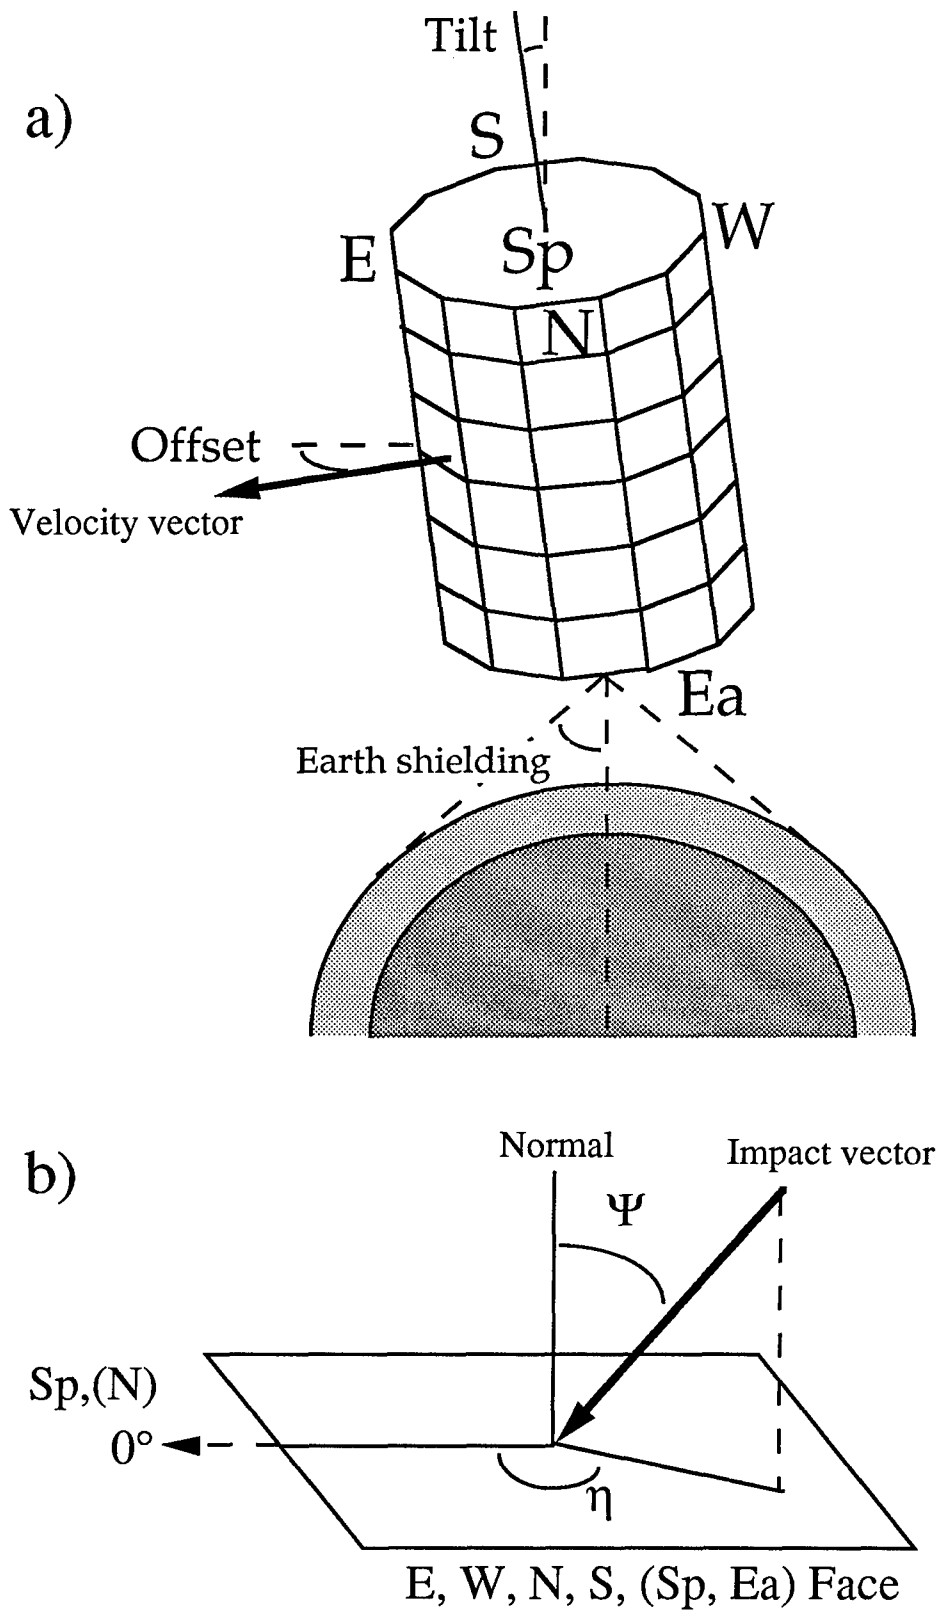 Tilt
a)
S
W
E
Sp
N
Offset
Velocity vector
Ea
Earth shielding
Normal
Impact vector
b)
Ψ
Sp,(N)
0°
η
E, W, N, S, (Sp, Ea) Face